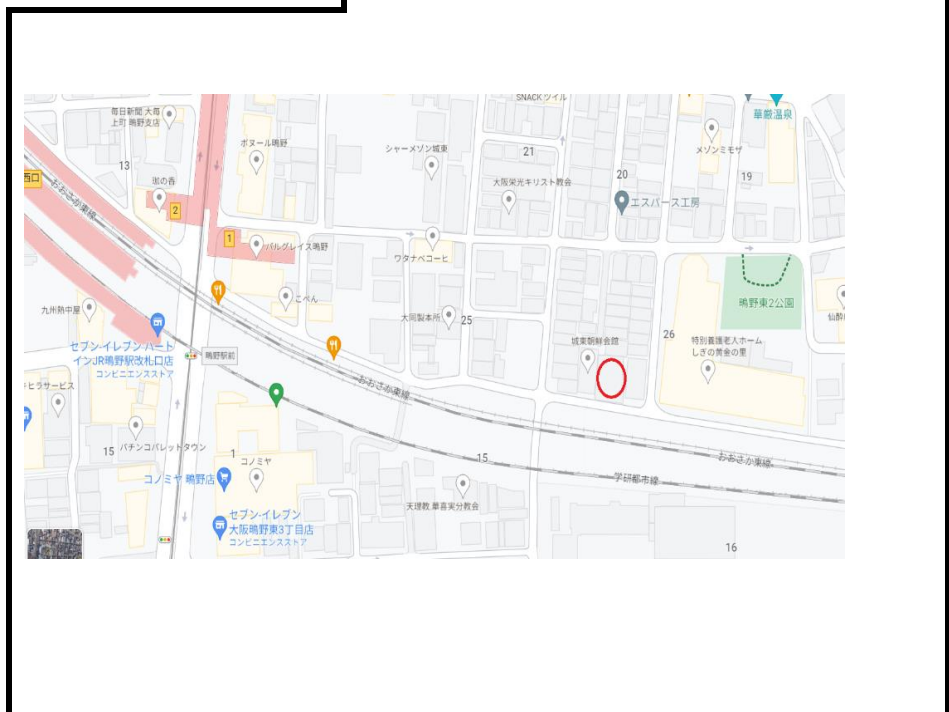 SNACK ツイル
毎日新聞 大毎
上町 鴫野支店
華厳温泉
ボヌール鴫野
シャーメゾン城東
21
メゾンミモザ
13
20
19
西口
珈の香
大阪栄光キリスト教会
おおさか東線
2
エスパース工房
1
パルグレイス鴫野
ワタナベコーヒ
こぺん
鴫野東2公園
九州熱中屋
大岡製本所
25
仙酔
26
城東朝鮮会館
特別養護老人ホーム
しぎの黄金の里
セブン-イレブン ハート
インJR鴫野駅改札口店
コンビニエンスストア
鴫野駅前
ヒラサービス
おおさか東線
15
パチンコパレットタウン
1
コノミヤ
15
おおさか東線
コノミヤ 鴫野店
学研都市線
天理教 華喜実分教会
セブン-イレブン
大阪鴫野東3丁目店
コンビニエンスストア
16